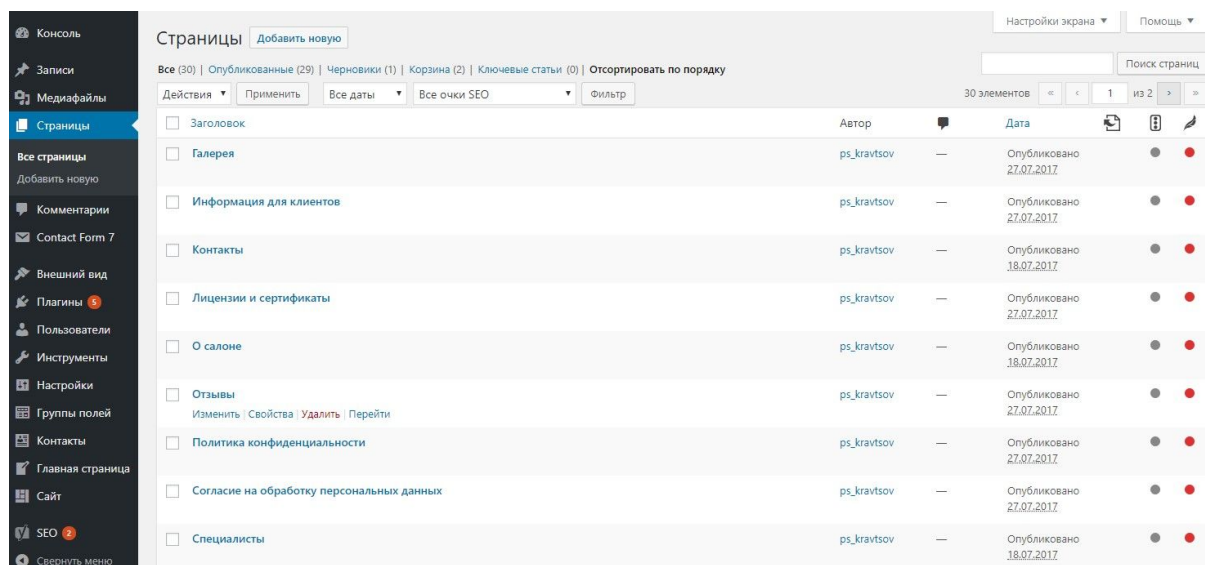 Консоль
Записи
Медиафайлы
Страницы
Все страницы
Добавить новую
Комментарии
Contact Form 7
Внешний вид
Плагины 5
Пользователи
Инструменты
Настройки
Группы полей
Контакты
Главная страница
Сайт
SEO 2
Свернуть меню
Настройки экрана ▼ Помощь ▼
Страницы Добавить новую
Все (30) | Опубликованные (29) | Черновики (1) | Корзина (2) | Ключевые статьи (0) | Отсортировать по порядку
Поиск страниц
Действия ▼ Применить Все даты ▼ Все очки SEO ▼ Фильтр 30 элементов « ‹ 1 из 2 › »
Заголовок Автор Дата
Галерея ps_kravtsov — Опубликовано
27.07.2017
Информация для клиентов ps_kravtsov — Опубликовано
27.07.2017
Контакты ps_kravtsov — Опубликовано
18.07.2017
Лицензии и сертификаты ps_kravtsov — Опубликовано
27.07.2017
О салоне ps_kravtsov — Опубликовано
18.07.2017
Отзывы ps_kravtsov — Опубликовано
Изменить | Свойства | Удалить | Перейти 27.07.2017
Политика конфиденциальности ps_kravtsov — Опубликовано
27.07.2017
Согласие на обработку персональных данных ps_kravtsov — Опубликовано
27.07.2017
Специалисты ps_kravtsov — Опубликовано
18.07.2017